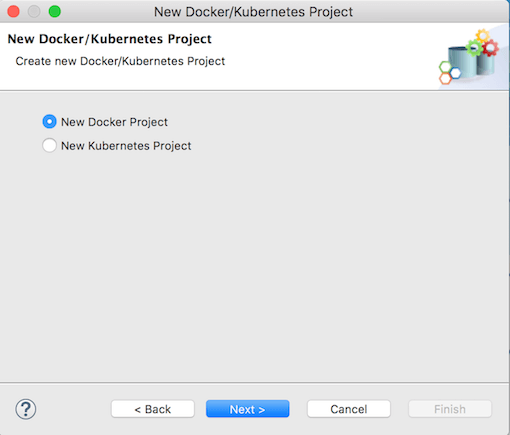 New Docker/Kubernetes Project
New Docker/Kubernetes Project
Create new Docker/Kubernetes Project
New Docker Project
New Kubernetes Project
? < Back Next > Cancel Finish